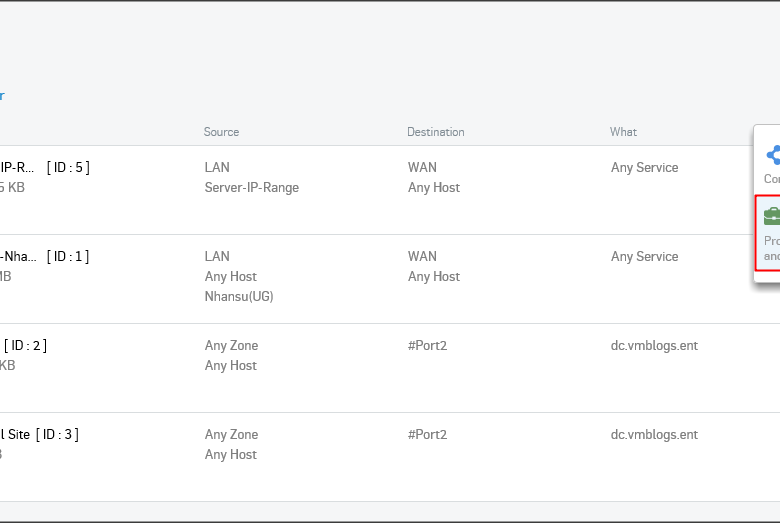 r
Source Destination What
IP-R... [ ID : 5 ] LAN WAN Any Service
5 KB Server-IP-Range Any Host
Con
Pro
and
-Nha... [ ID : 1 ] LAN WAN Any Service
MB Any Host Any Host
Nhansu(UG)
[ ID : 2 ] Any Zone #Port2 dc.vmblogs.ent
KB Any Host
l Site [ ID : 3 ] Any Zone #Port2 dc.vmblogs.ent
Any Host